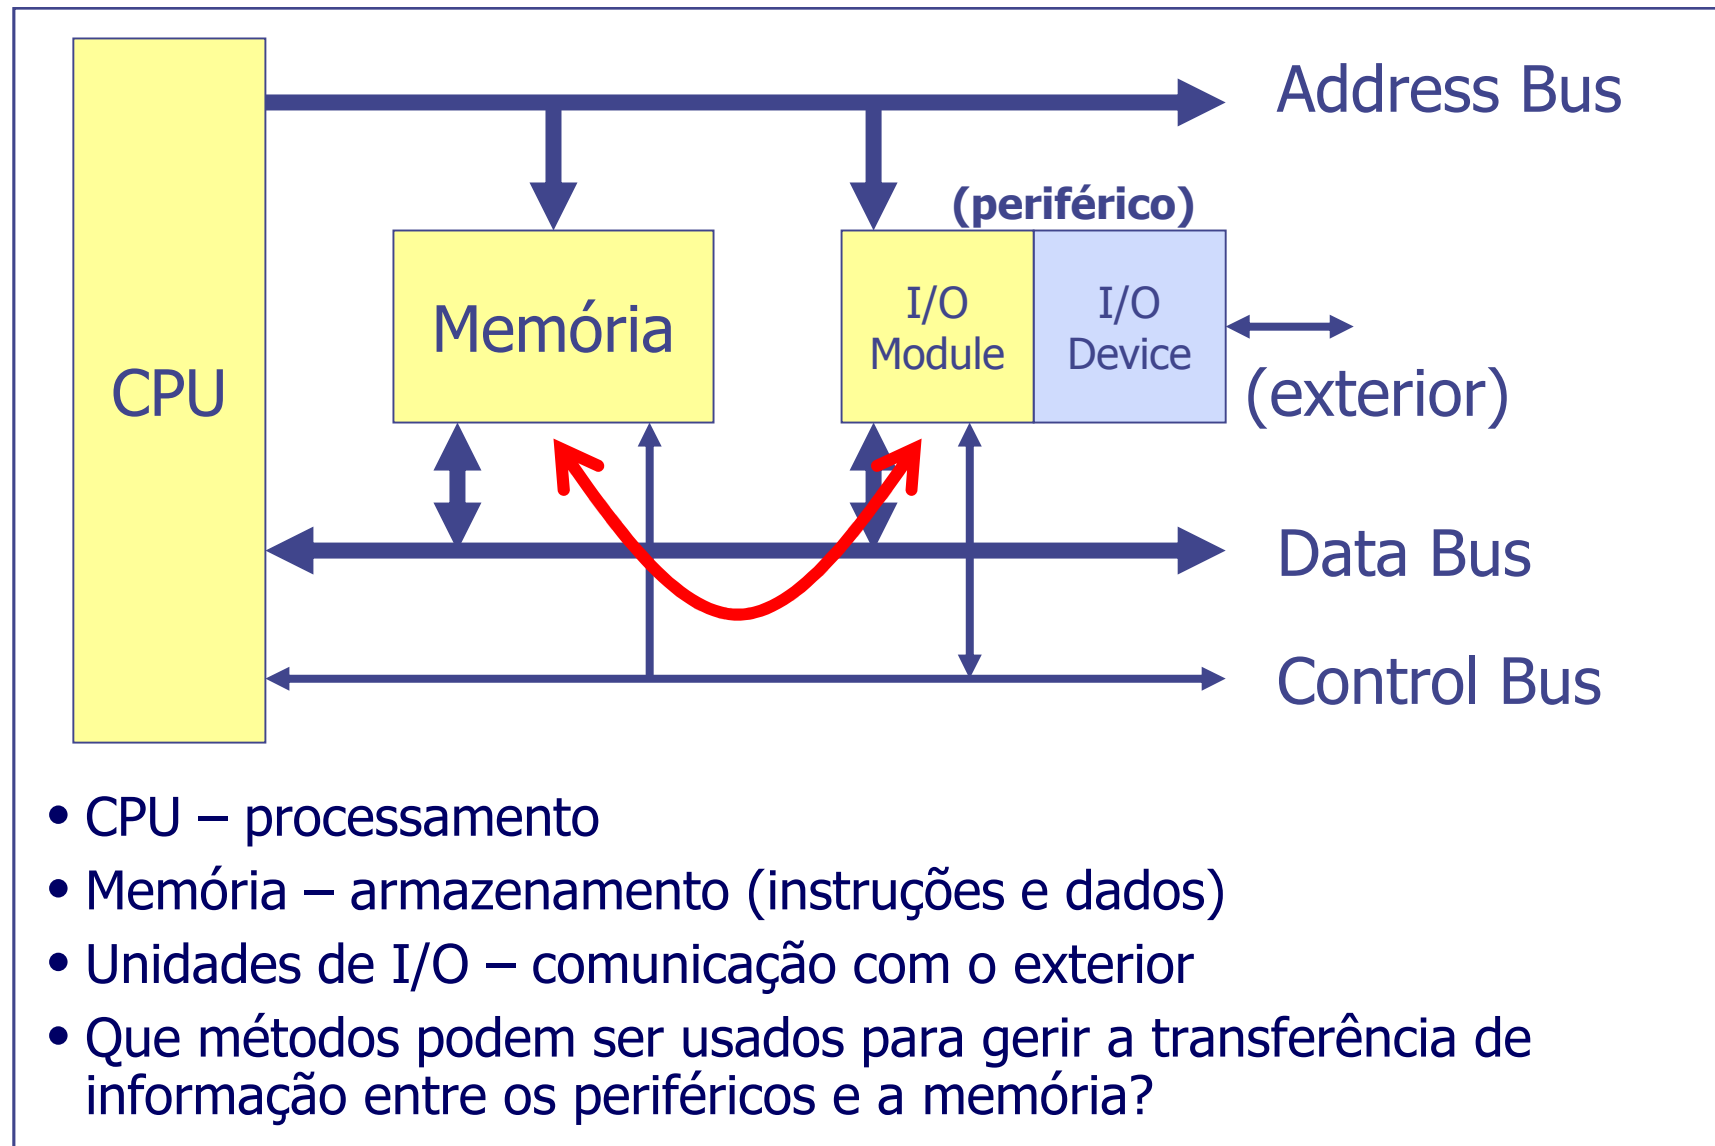 Address Bus
(periférico)
CPU
Memória
I/O
Module
I/O
Device
(exterior)
Data Bus
Control Bus
• CPU – processamento
• Memória – armazenamento (instruções e dados)
• Unidades de I/O – comunicação com o exterior
• Que métodos podem ser usados para gerir a transferência de
informação entre os periféricos e a memória?